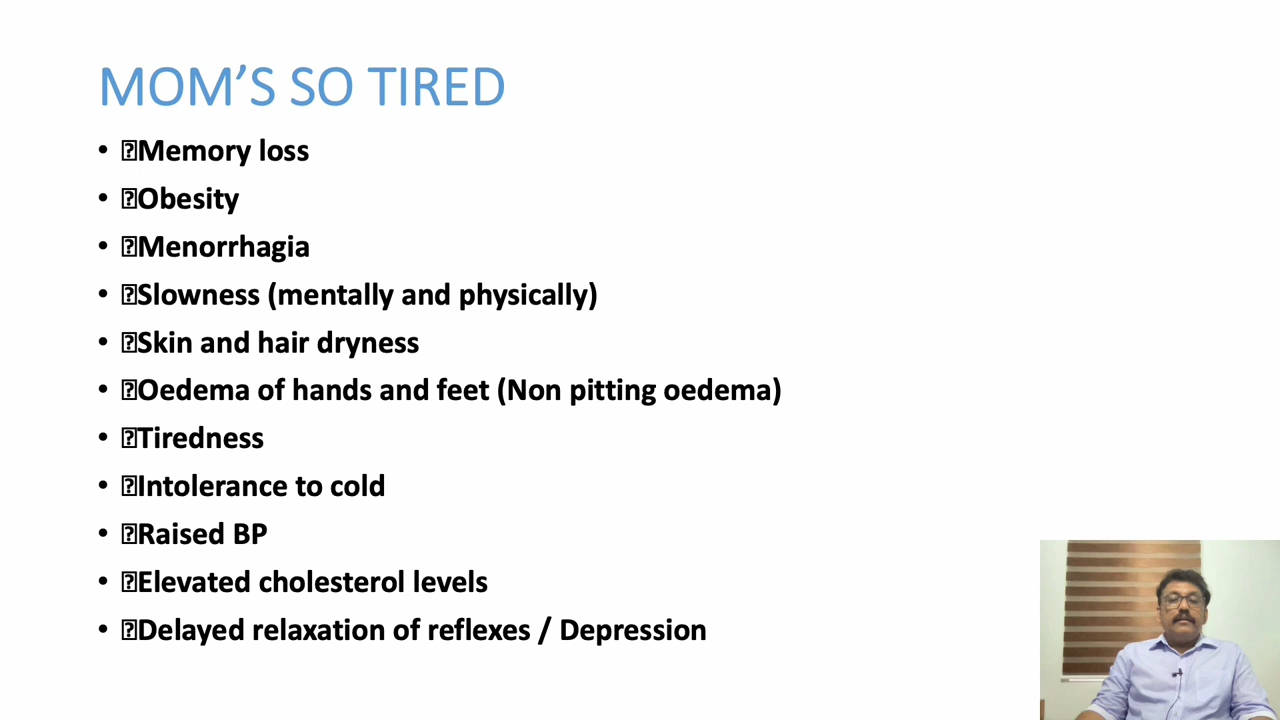 MOM’S SO TIRED
• ⍰Memory loss
• ⍰Obesity
• ⍰Menorrhagia
• ⍰Slowness (mentally and physically)
• ⍰Skin and hair dryness
• ⍰Oedema of hands and feet (Non pitting oedema)
• ⍰Tiredness
• ⍰Intolerance to cold
• ⍰Raised BP
• ⍰Elevated cholesterol levels
• ⍰Delayed relaxation of reflexes / Depression